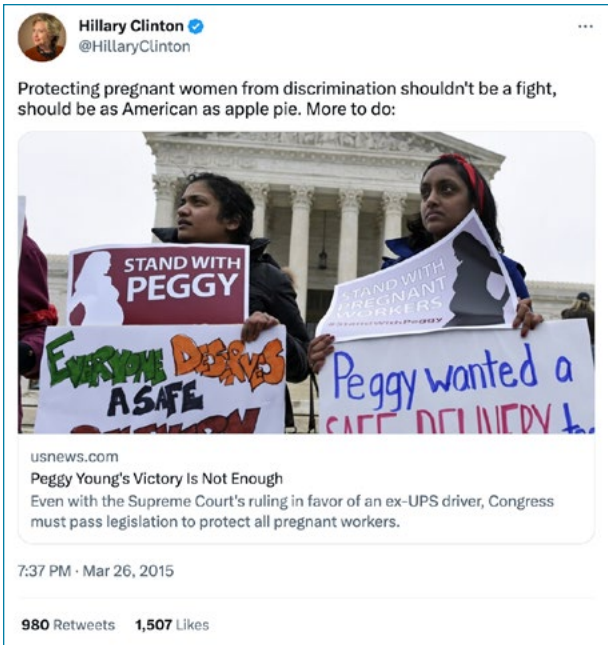 Hillary Clinton
@HillaryClinton
Protecting pregnant women from discrimination shouldn't be a fight,
should be as American as apple pie. More to do:
STAND WITH
PEGGY
STAND WITH
PREGNANT
WORKERS
#StandWithPeggy
EVERYONE DESERVES
A SAFE
Peggy wanted a
SAFE DELIVERY
usnews.com
Peggy Young's Victory Is Not Enough
Even with the Supreme Court's ruling in favor of an ex-UPS driver, Congress
must pass legislation to protect all pregnant workers.
7:37 PM · Mar 26, 2015
980 Retweets 1,507 Likes